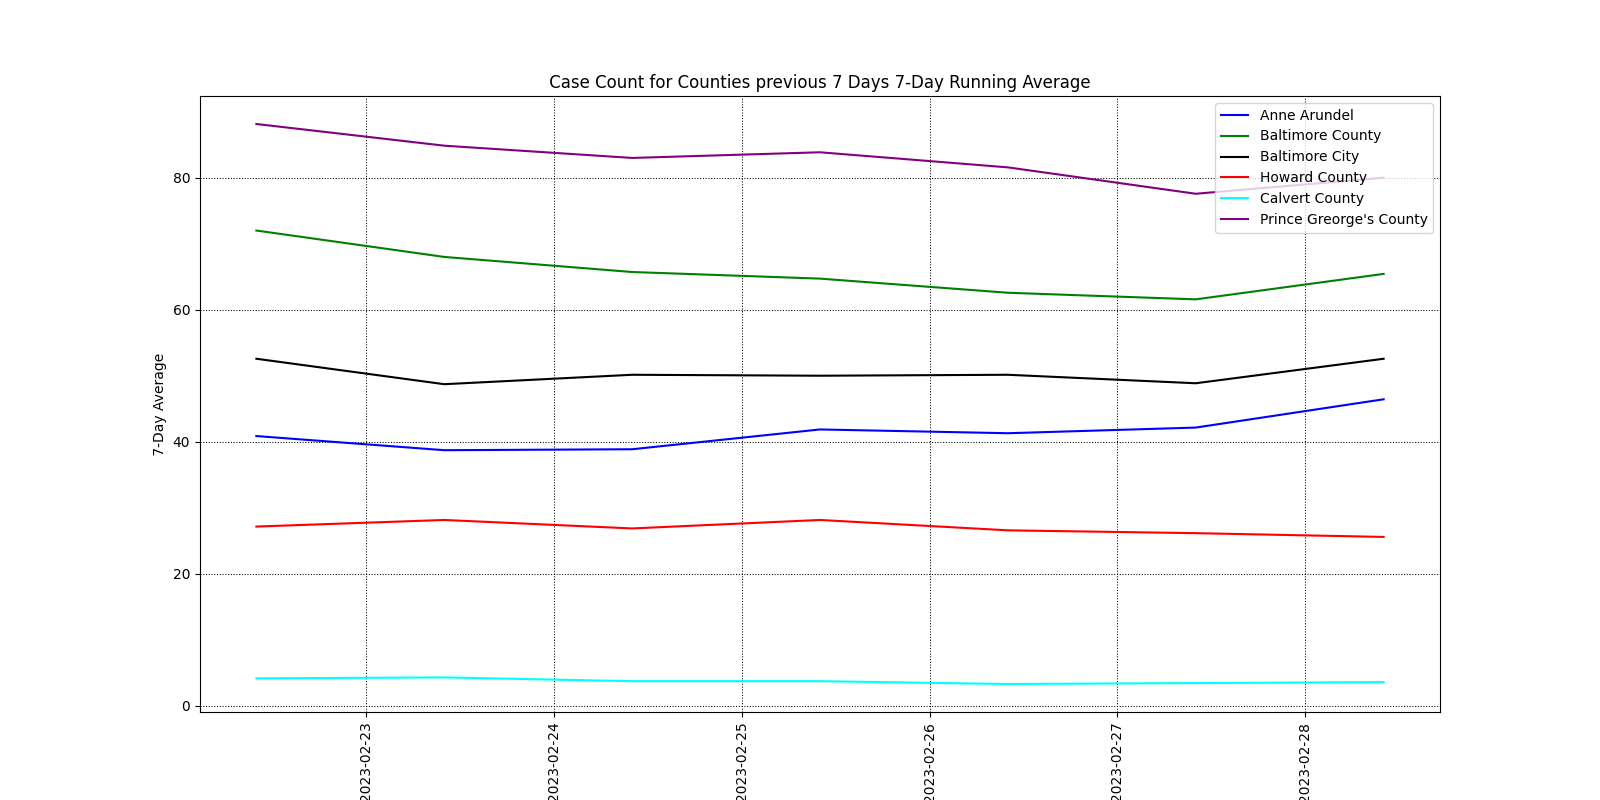 Case Count for Counties previous 7 Days 7-Day Running Average
Anne Arundel
Baltimore County
Baltimore City
Howard County
Calvert County
Prince Greorge's County
7-Day Average
80
60
40
20
0
2023-02-23
2023-02-24
2023-02-25
2023-02-26
2023-02-27
2023-02-28